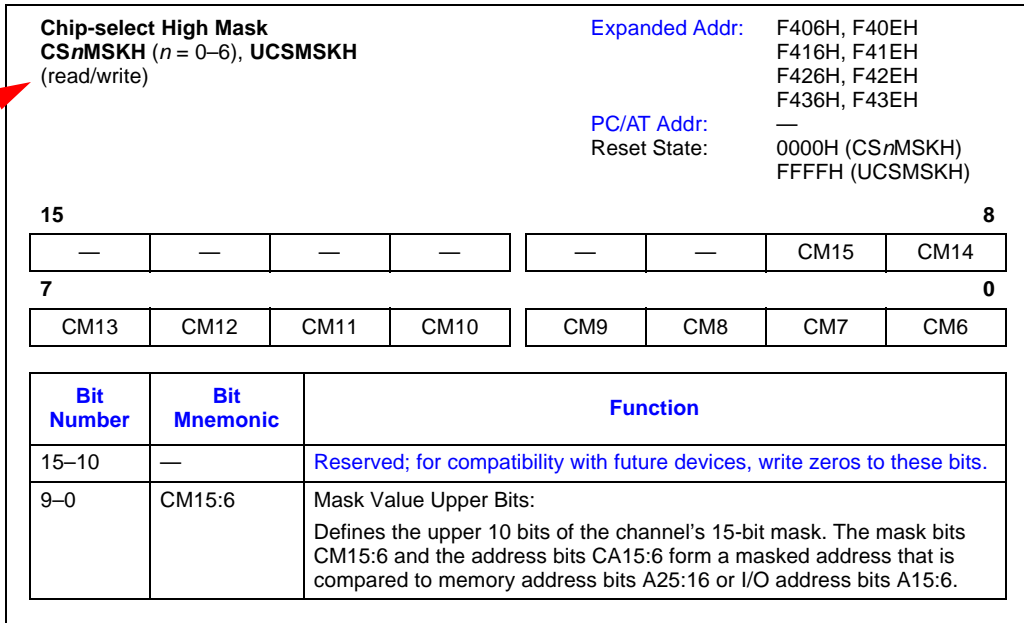 Chip-select High Mask Expanded Addr: F406H, F40EH
CSnMSKH (n = 0–6), UCSMSKH F416H, F41EH
(read/write) F426H, F42EH
F436H, F43EH
PC/AT Addr: —
Reset State: 0000H (CSnMSKH)
FFFFH (UCSMSKH)
15 8
— — — — — — CM15 CM14
7 0
CM13 CM12 CM11 CM10 CM9 CM8 CM7 CM6
Bit Number Bit Mnemonic Function
15–10 — Reserved; for compatibility with future devices, write zeros to these bits.
9–0 CM15:6 Mask Value Upper Bits:
Defines the upper 10 bits of the channel's 15-bit mask. The mask bits
CM15:6 and the address bits CA15:6 form a masked address that is
compared to memory address bits A25:16 or I/O address bits A15:6.